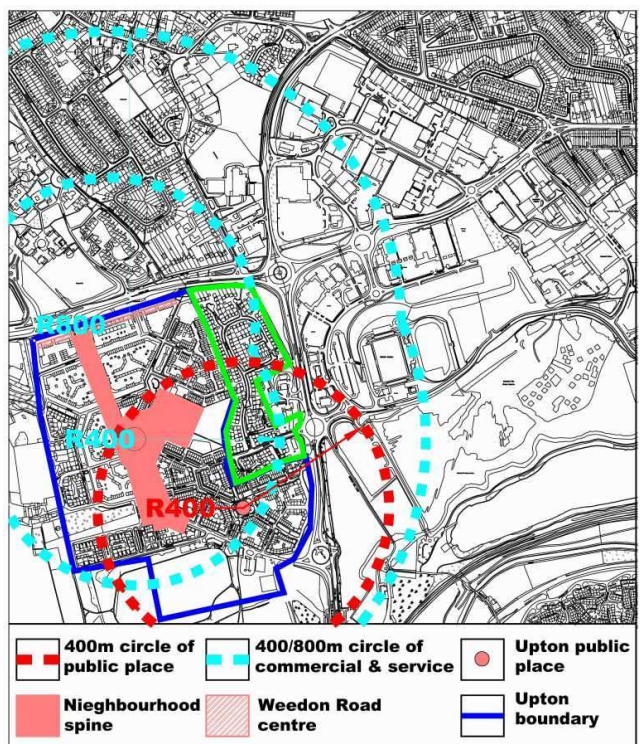 R800
R400
R400
400m circle of
public place
400/800m circle of
commercial & service
Upton public
place
Nieghbourhood
spine
Weedon Road
centre
Upton
boundary